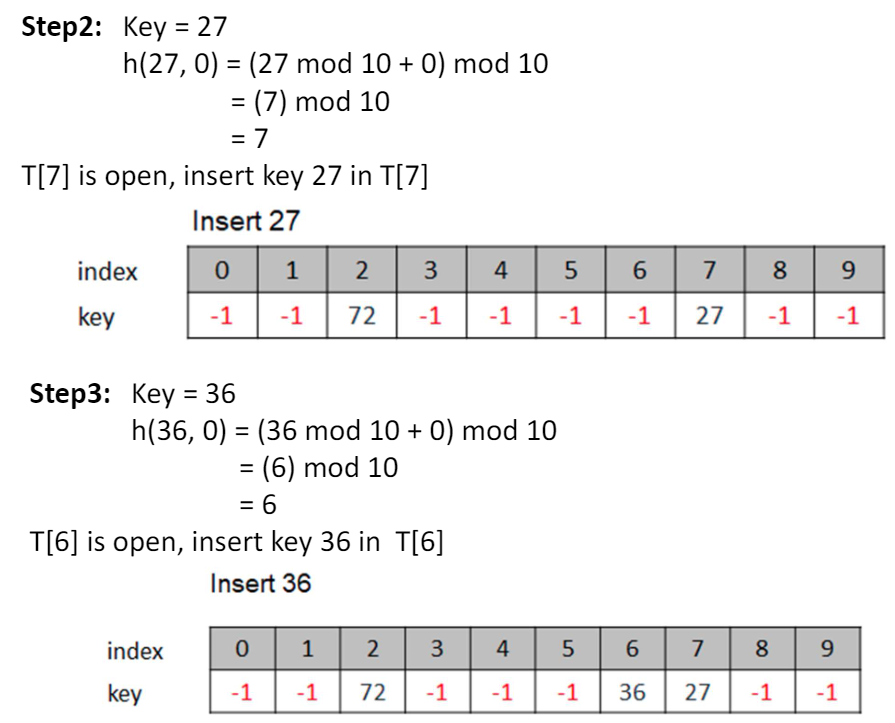 Step2: Key = 27
h(27, 0) = (27 mod 10 + 0) mod 10
= (7) mod 10
= 7
T[7] is open, insert key 27 in T[7]
Insert 27
index 0 1 2 3 4 5 6 7 8 9
key -1 -1 72 -1 -1 -1 -1 27 -1 -1
Step3: Key = 36
h(36, 0) = (36 mod 10 + 0) mod 10
= (6) mod 10
= 6
T[6] is open, insert key 36 in T[6]
Insert 36
index 0 1 2 3 4 5 6 7 8 9
key -1 -1 72 -1 -1 -1 36 27 -1 -1